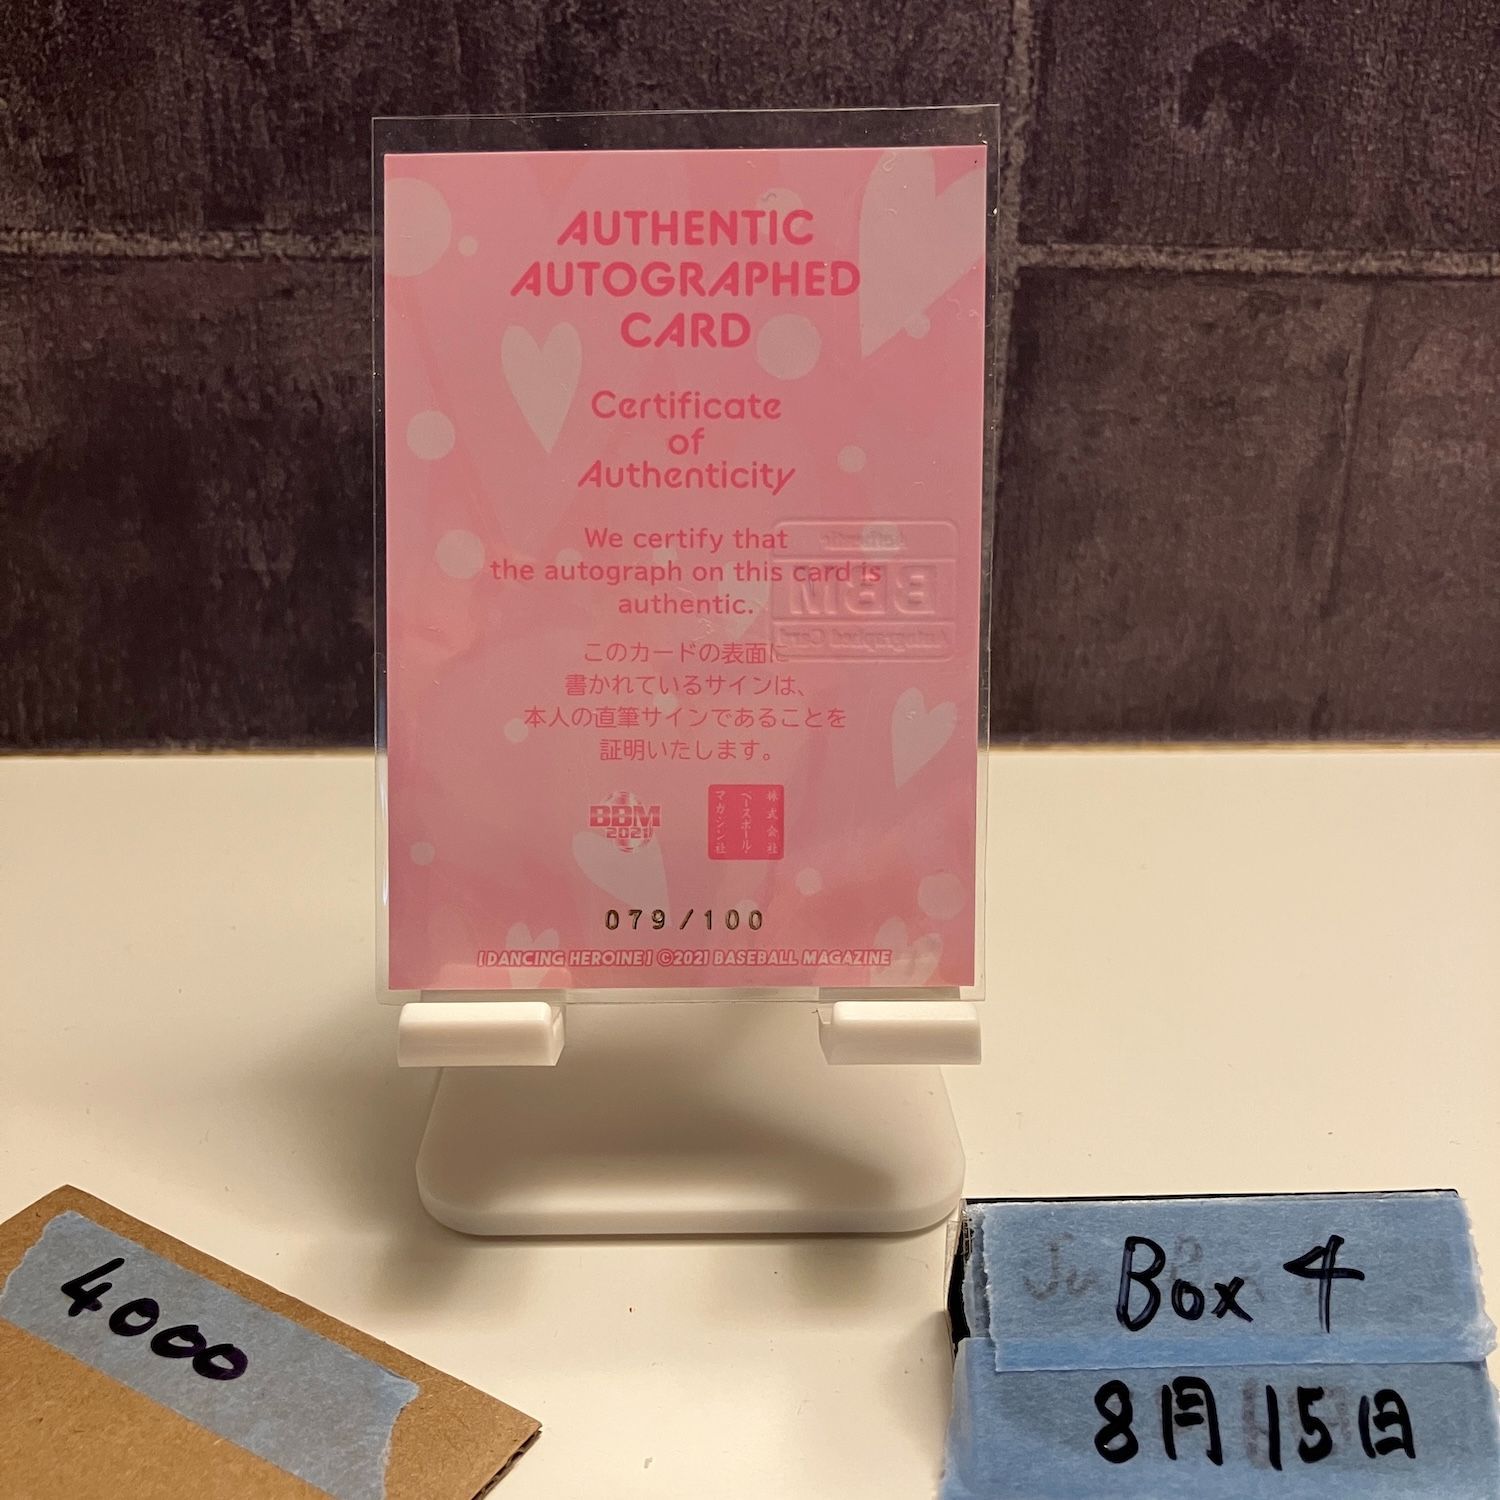 AUTHENTIC
AUTOGRAPHED
CARD
Certificate
of
Authenticity
We certify that
the autograph on this card is
authentic.
このカードの表面に
書かれているサインは、
本人の直筆サインであることを
証明いたします。
Authentic
BBM
Autographed Card
BBM
2021
株式会社
ベースボール・
マガジン社
079/100
[DANCING HEROINE] ©2021 BASEBALL MAGAZINE
4000
Box 4
8月15日